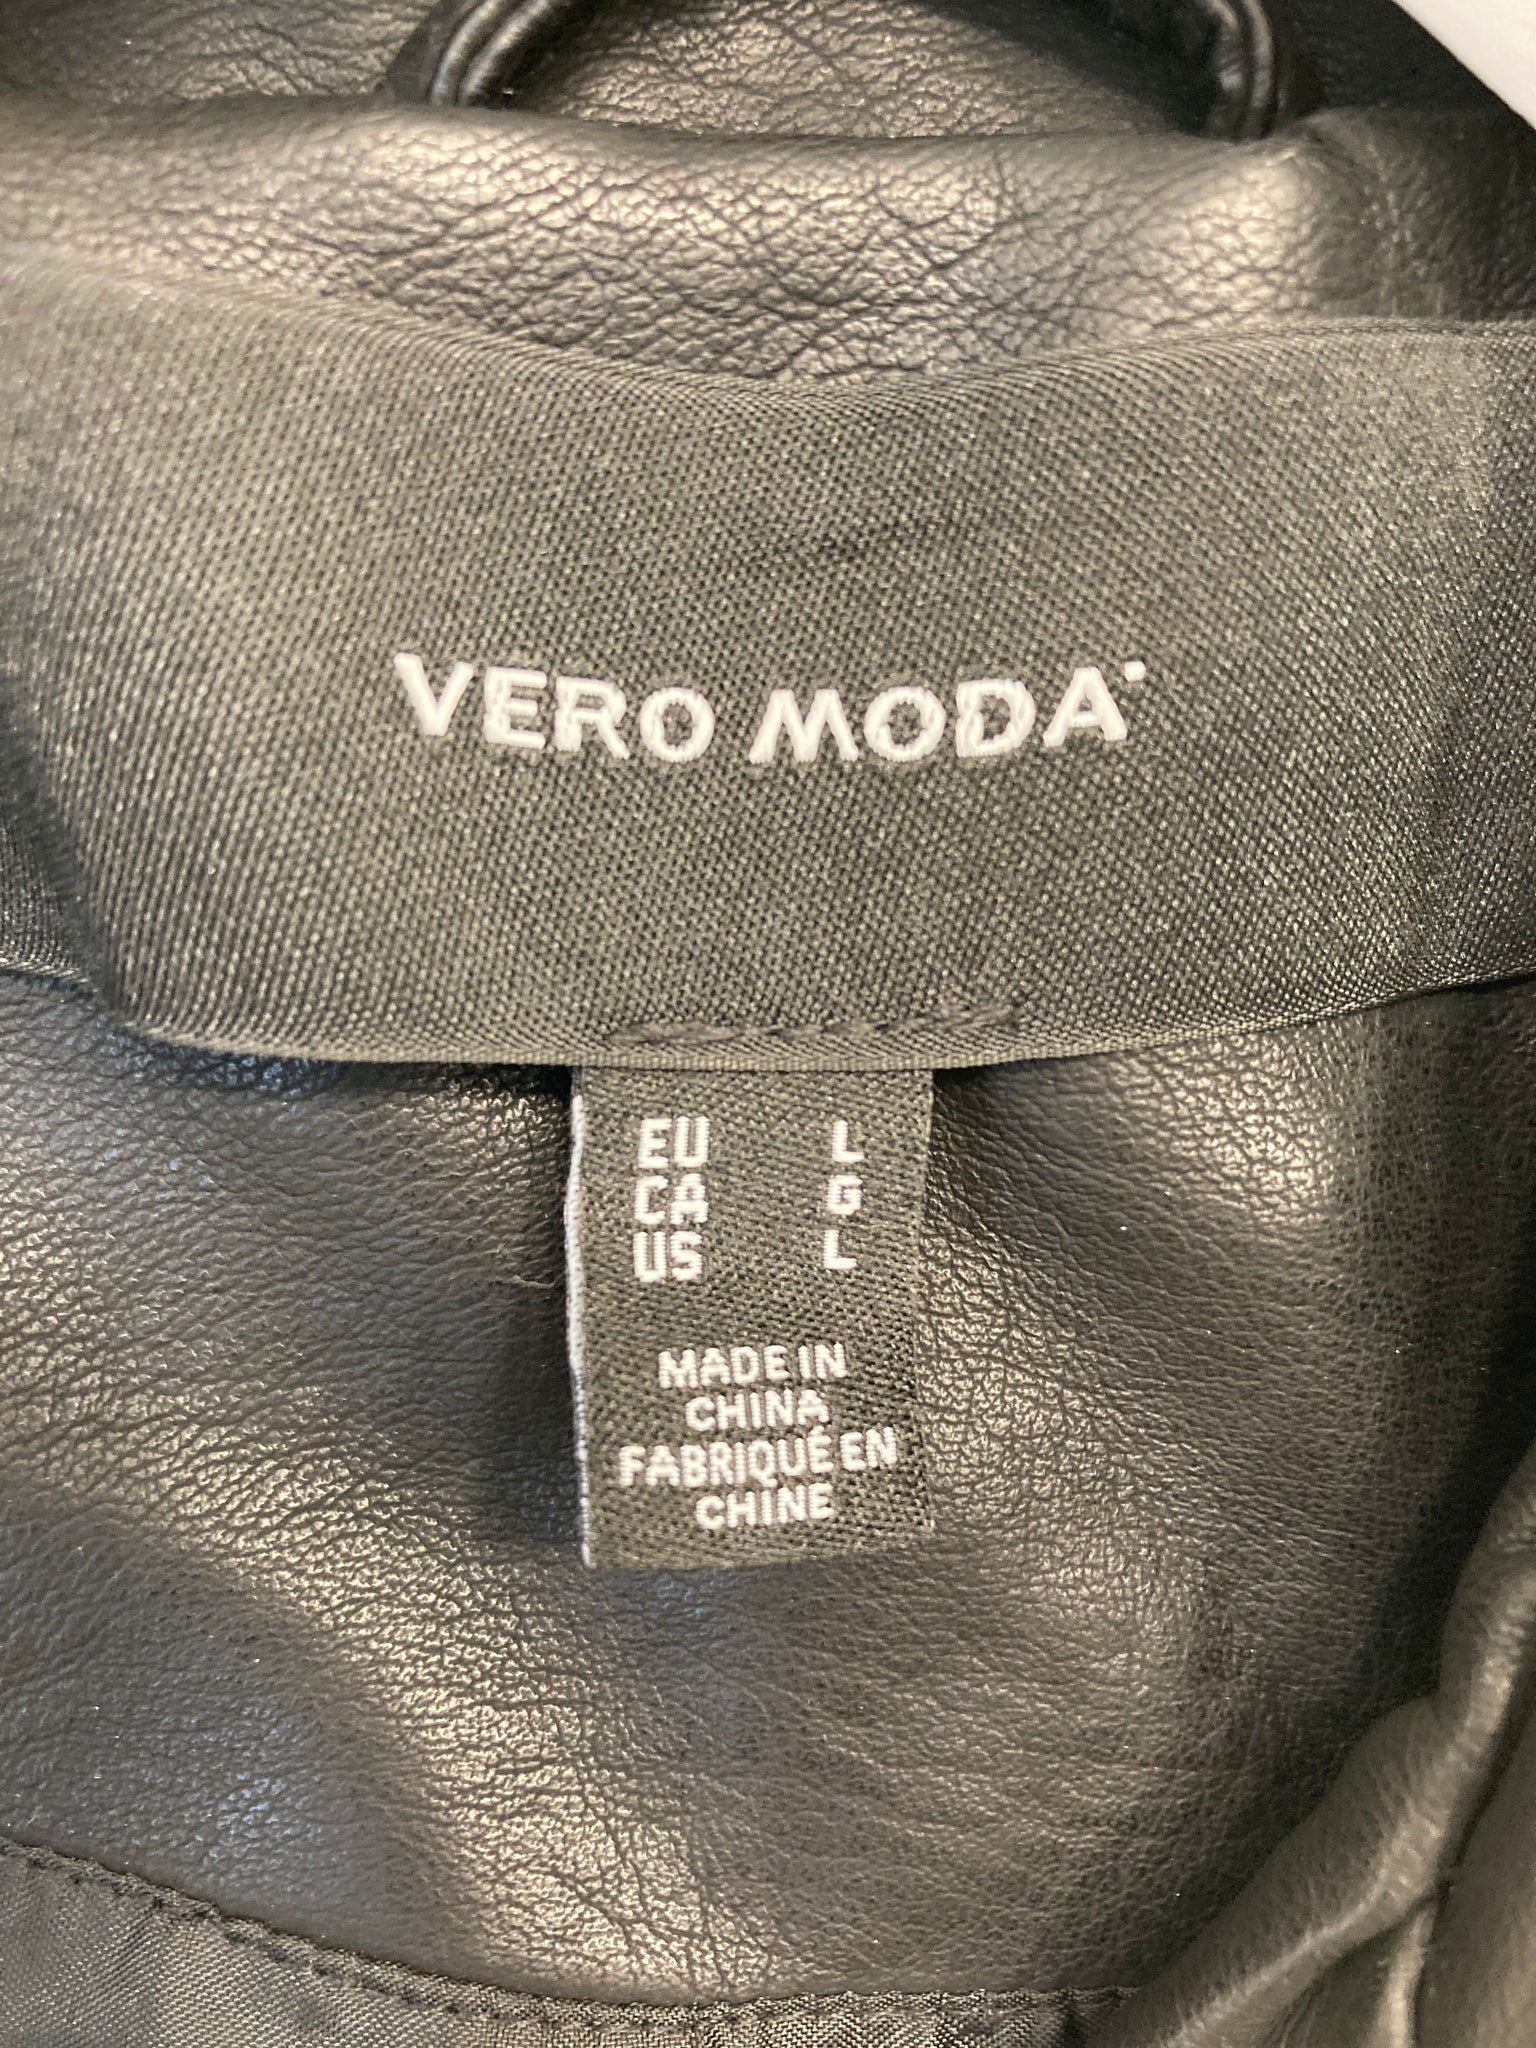 VERO MODA
EU L
CA G
US L
MADE IN
CHINA
FABRIQUÉ EN
CHINE